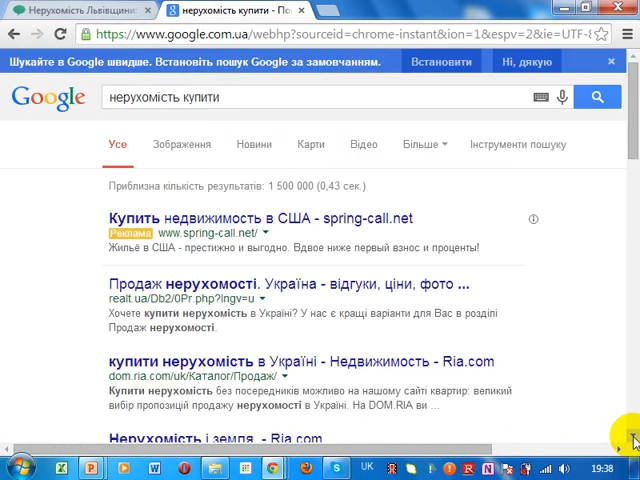 Нерухомість Львівщини:
нерухомість купити - По
https://www.google.com.ua/webhp?sourceid=chrome-instant&ion=1&espv=2&ie=UTF-8
Шукайте в Google швидше. Встановіть пошук Google за замовчанням.
Встановити
Ні, дякую
Google
нерухомість купити
Усе
Зображення
Новини
Карти
Відео
Більше
Інструменти пошуку
Приблизна кількість результатів: 1 500 000 (0,43 сек.)
Купить недвижимость в США - spring-call.net
Реклама www.spring-call.net/
Жильё в США - престижно и выгодно. Вдвое ниже первый взнос и проценты!
Продаж нерухомості. Україна - відгуки, ціни, фото ...
realt.ua/Db2/0Pr.php?lngv=u
Хочете купити нерухомість в Україні? У нас є кращі варіанти для Вас в розділі
Продаж нерухомості.
купити нерухомість в Україні - Недвижимость - Ria.com
dom.ria.com/uk/Каталог/Продаж/
Купити нерухомість без посередників можливо на нашому сайті квартир: великий
вибір пропозицій продажу нерухомості в Україні. На DOM.RIA ви ...
Нерухомість і земля - Ria.com
UK
19:38